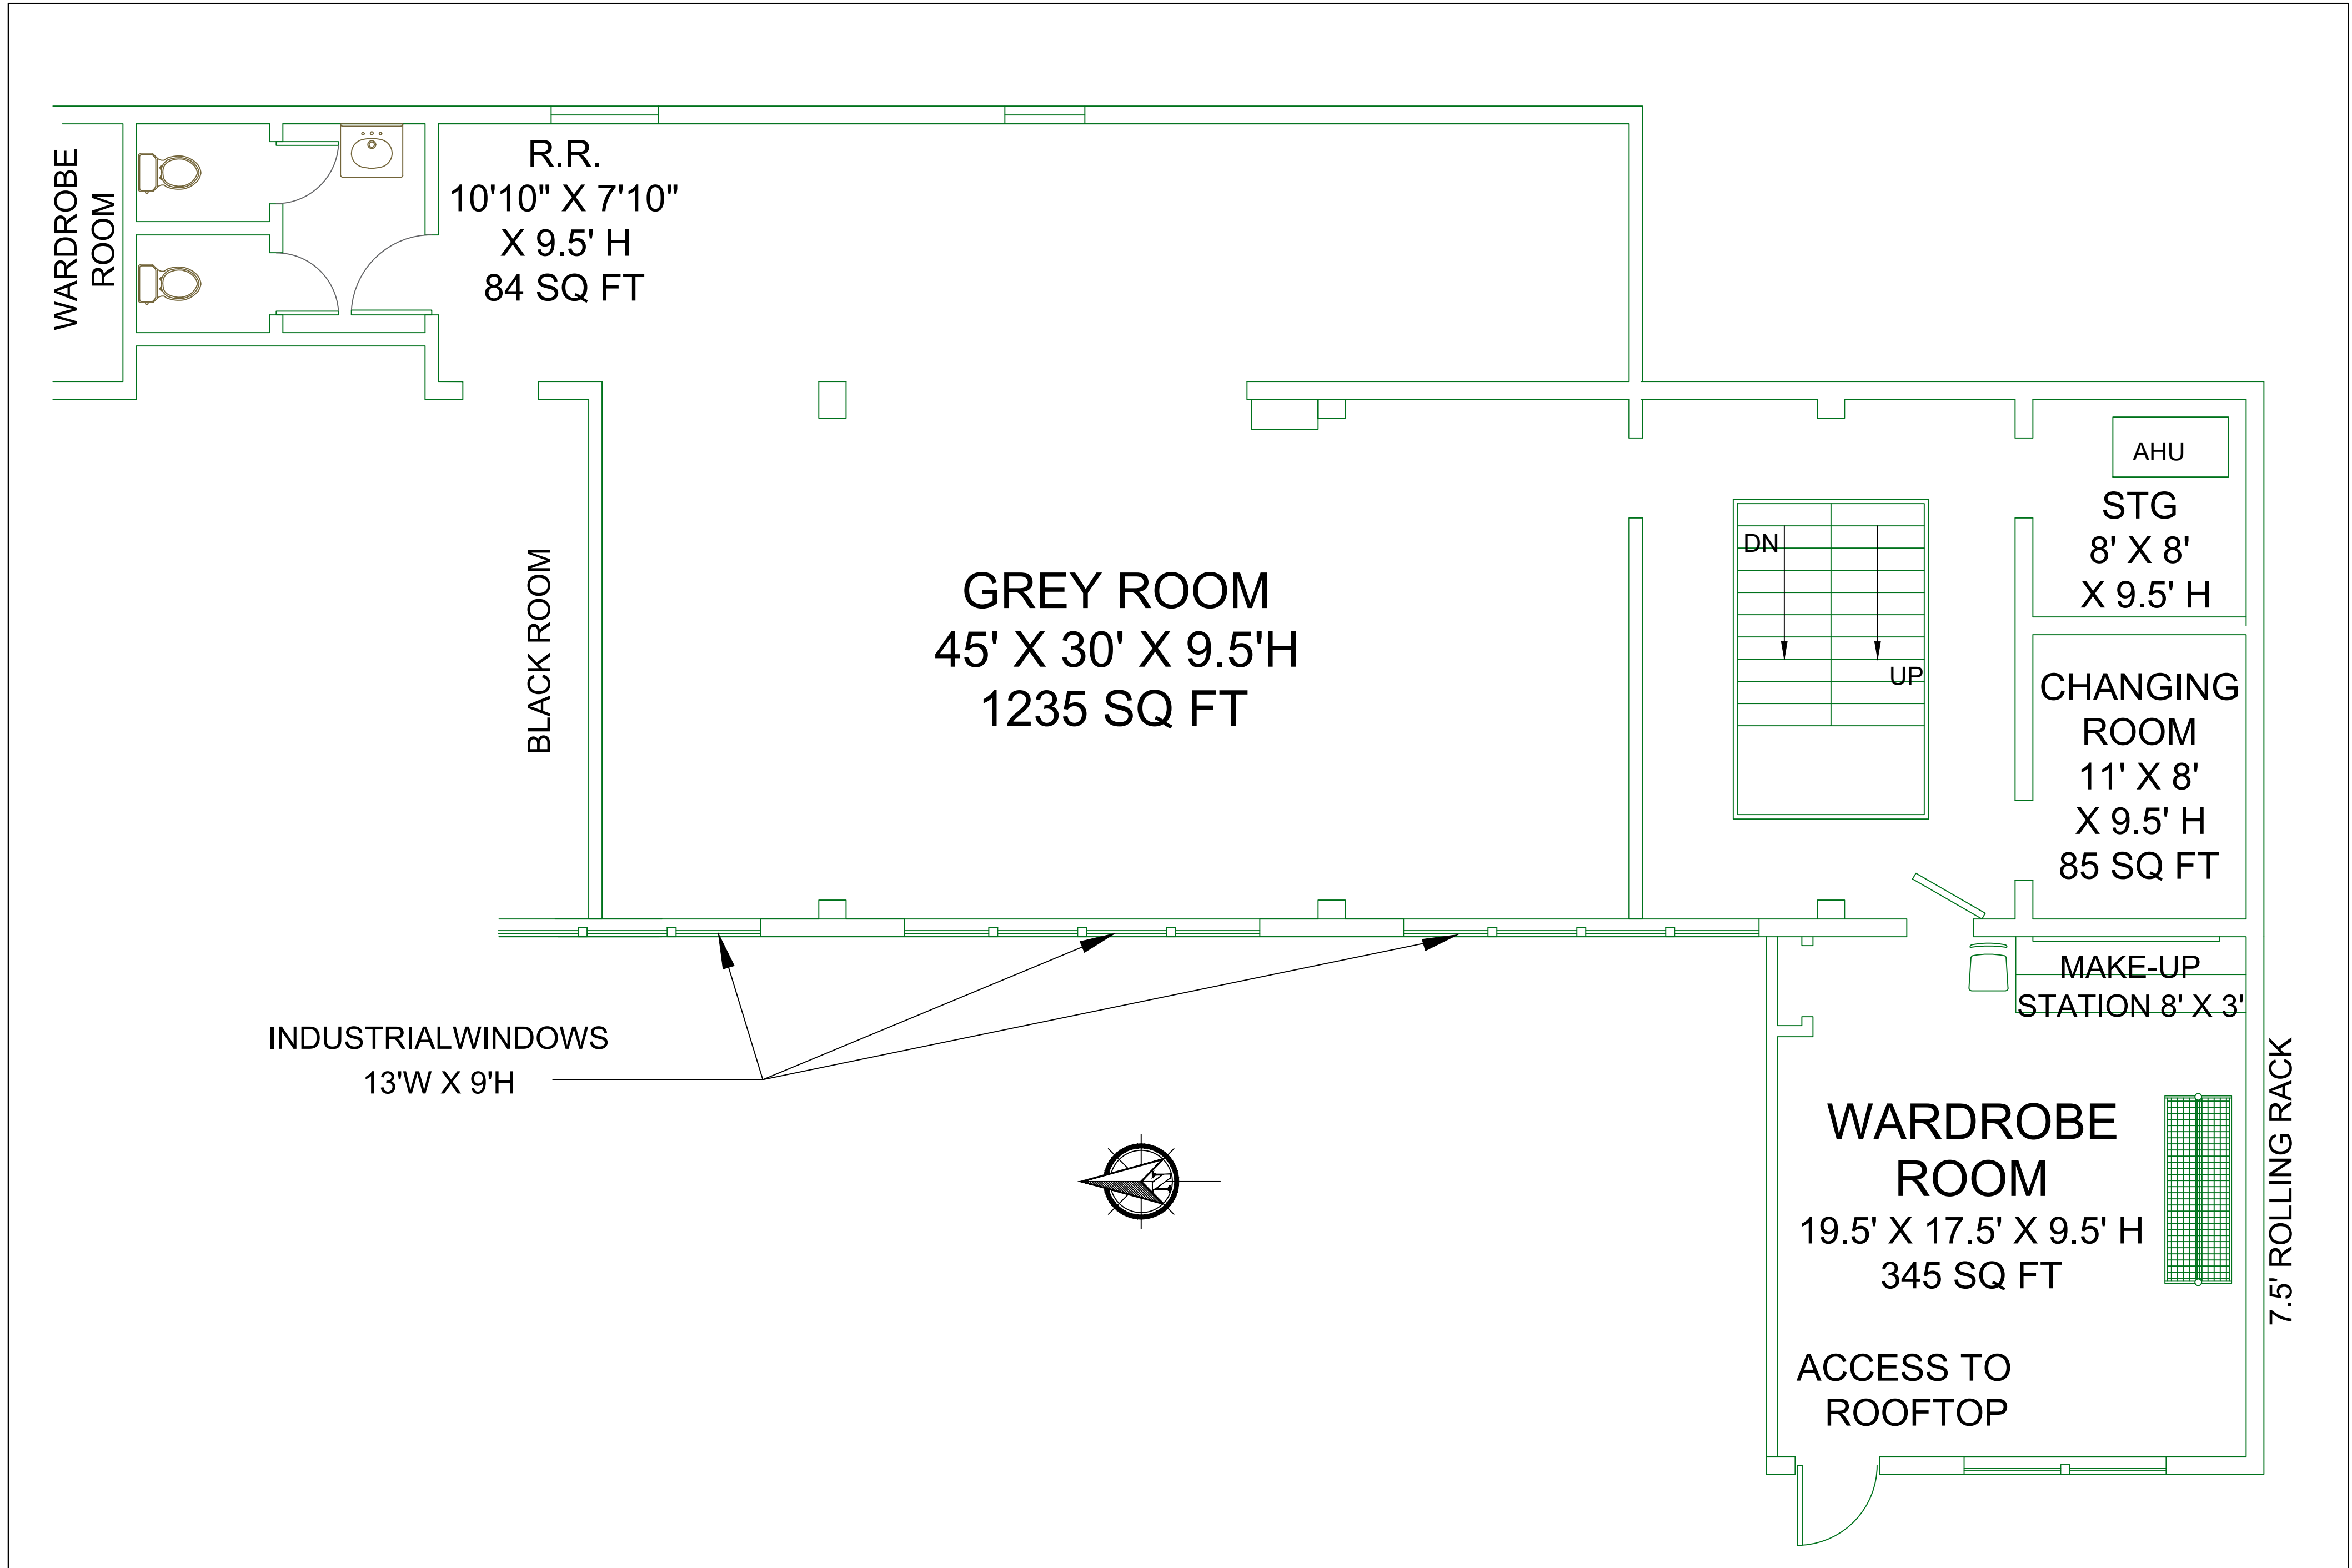 WARDROBE
ROOM
R.R.
10'10" X 7'10"
X 9.5' H
84 SQ FT
BLACK ROOM
GREY ROOM
45' X 30' X 9.5'H
1235 SQ FT
DN
UP
AHU
STG
8' X 8'
X 9.5' H
CHANGING
ROOM
11' X 8'
X 9.5' H
85 SQ FT
MAKE-UP
STATION 8' X 3'
INDUSTRIALWINDOWS
13'W X 9'H
N
WARDROBE
ROOM
19.5' X 17.5' X 9.5' H
345 SQ FT
7.5' ROLLING RACK
ACCESS TO
ROOFTOP